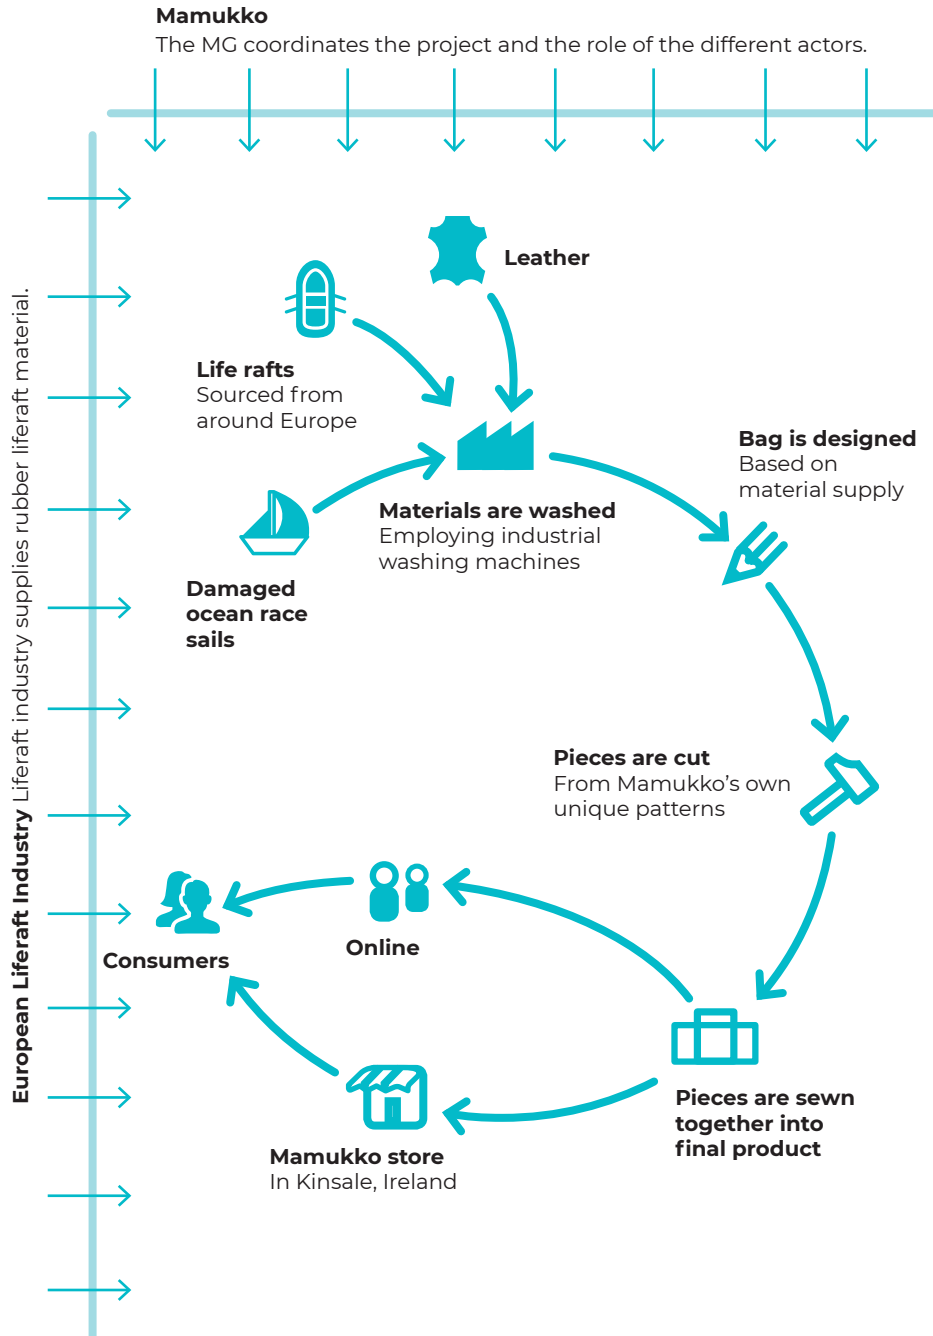 Mamukko
The MG coordinates the project and the role of the different actors.
European Liferaft Industry Liferaft industry supplies rubber liferaft material.
Leather
Life rafts
Sourced from
around Europe
Damaged
ocean race
sails
Materials are washed
Employing industrial
washing machines
Bag is designed
Based on
material supply
Pieces are cut
From Mamukko’s own
unique patterns
Pieces are sewn
together into
final product
Online
Mamukko store
In Kinsale, Ireland
Consumers